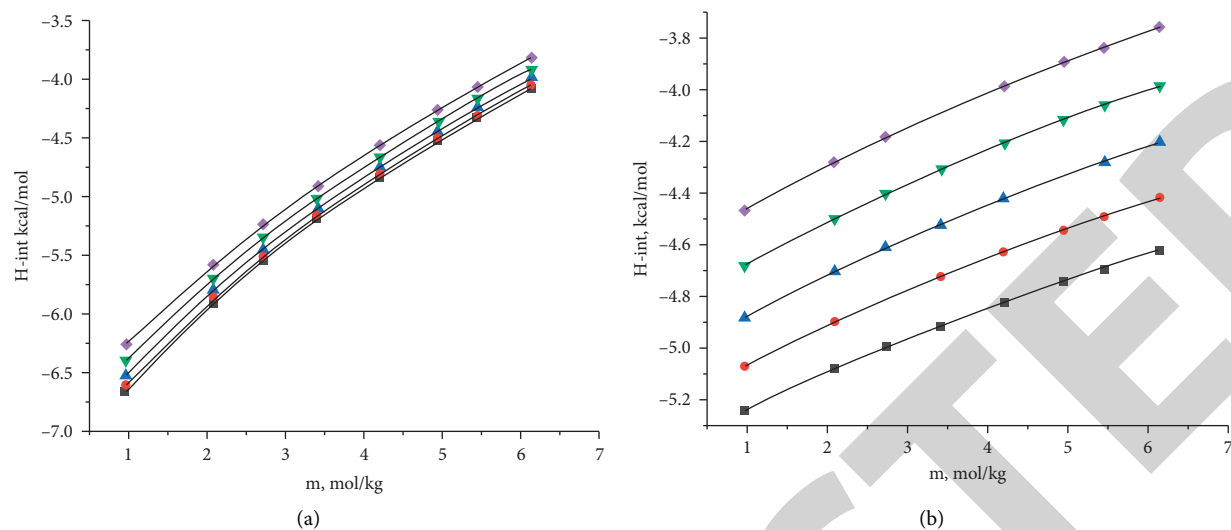 −3.5
−4.0
−4.5
−5.0
−5.5
−6.0
−6.5
−7.0
H-int kcal/mol
1 2 3 4 5 6 7
m, mol/kg
(a)
−3.8
−4.0
−4.2
−4.4
−4.6
−4.8
−5.0
−5.2
H-int, kcal/mol
1 2 3 4 5 6 7
m, mol/kg
(b)
CTED